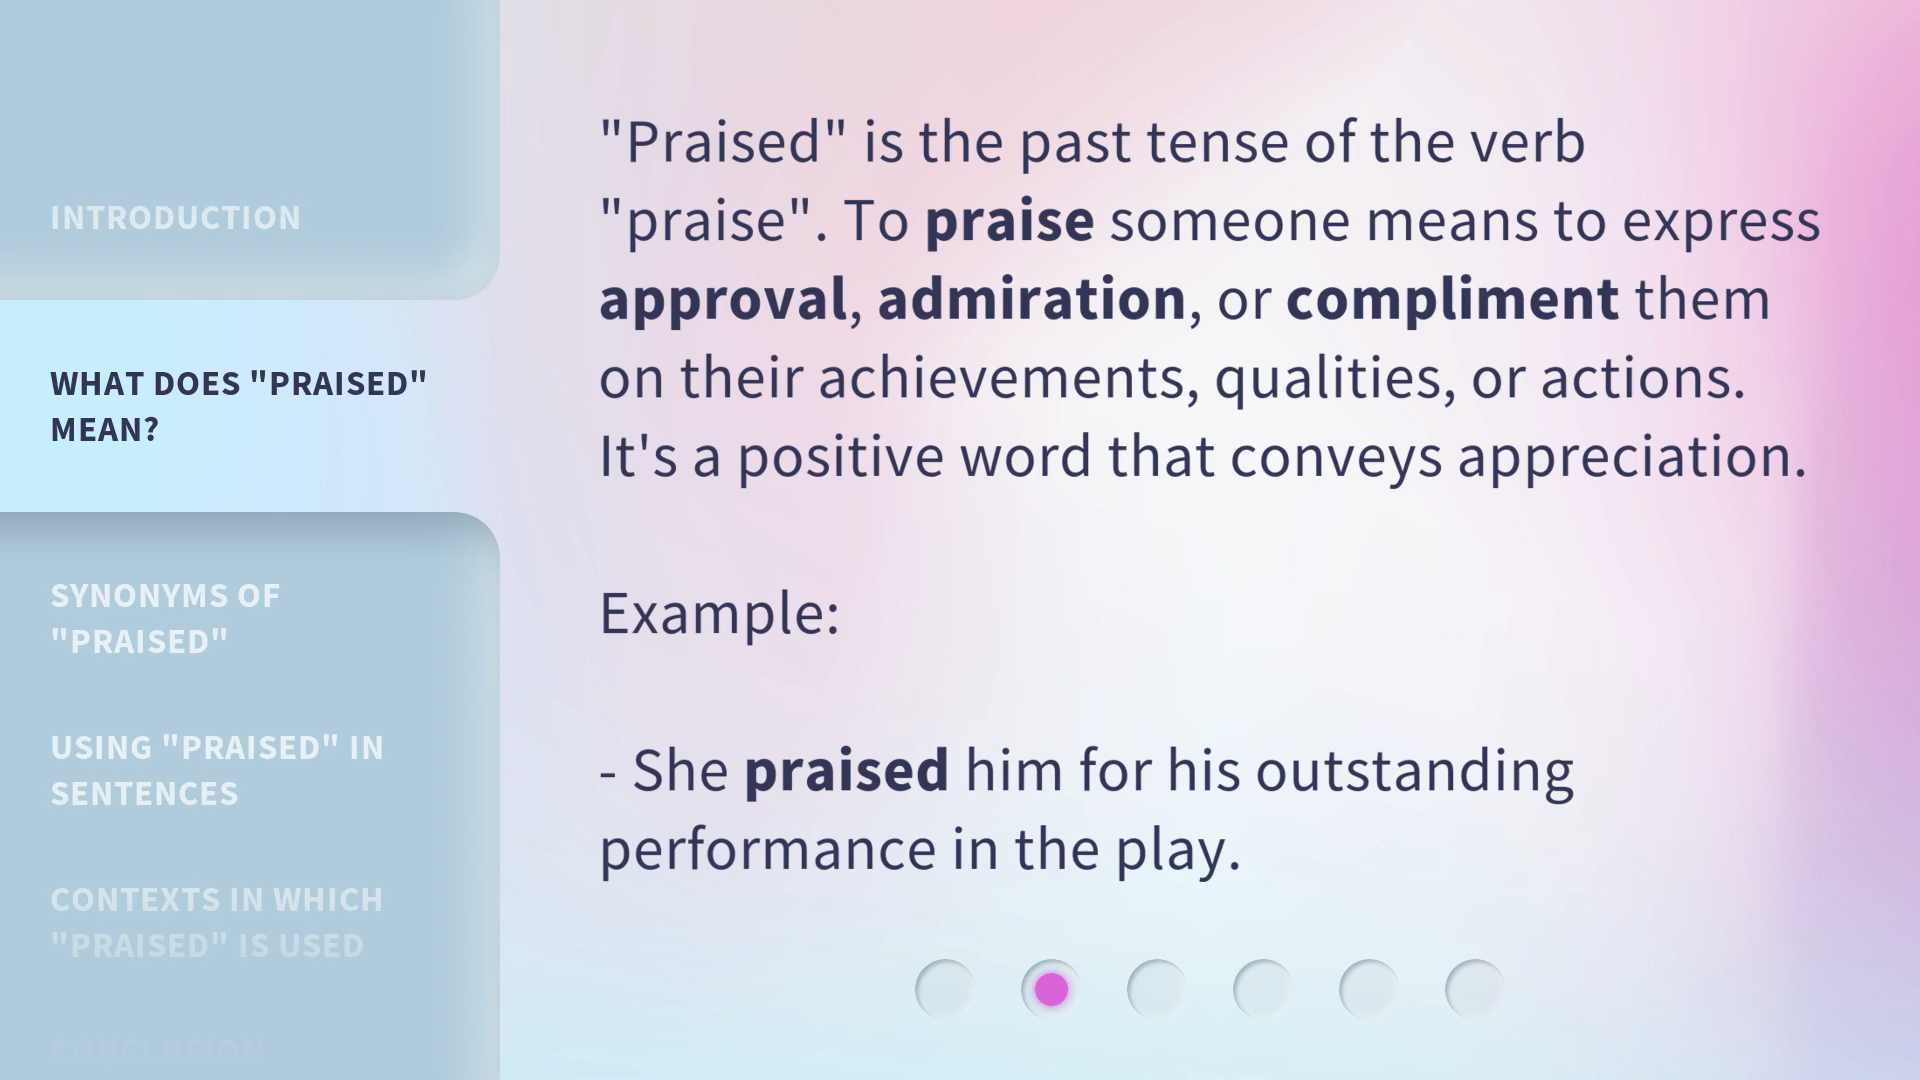 INTRODUCTION
WHAT DOES "PRAISED"
MEAN?
SYNONYMS OF
"PRAISED"
USING "PRAISED" IN
SENTENCES
CONTEXTS IN WHICH
"PRAISED" IS USED
CONCLUSION
"Praised" is the past tense of the verb
"praise". To praise someone means to express
approval, admiration, or compliment them
on their achievements, qualities, or actions.
It's a positive word that conveys appreciation.
Example:
- She praised him for his outstanding
performance in the play.